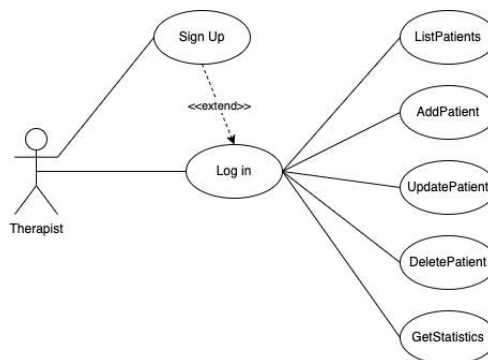 Sign Up
ListPatients
<<extend>>
AddPatient
Log in
UpdatePatient
Therapist
DeletePatient
GetStatistics